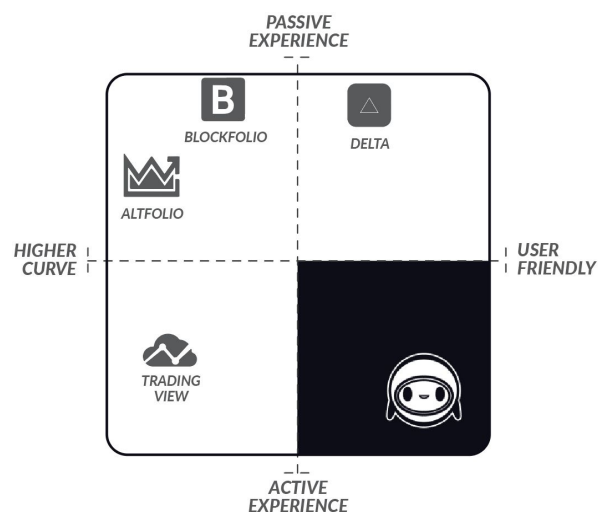 PASSIVE
EXPERIENCE
B
BLOCKFOLIO
DELTA
ALTFOLIO
HIGHER
CURVE
USER
FRIENDLY
TRADING
VIEW
ACTIVE
EXPERIENCE